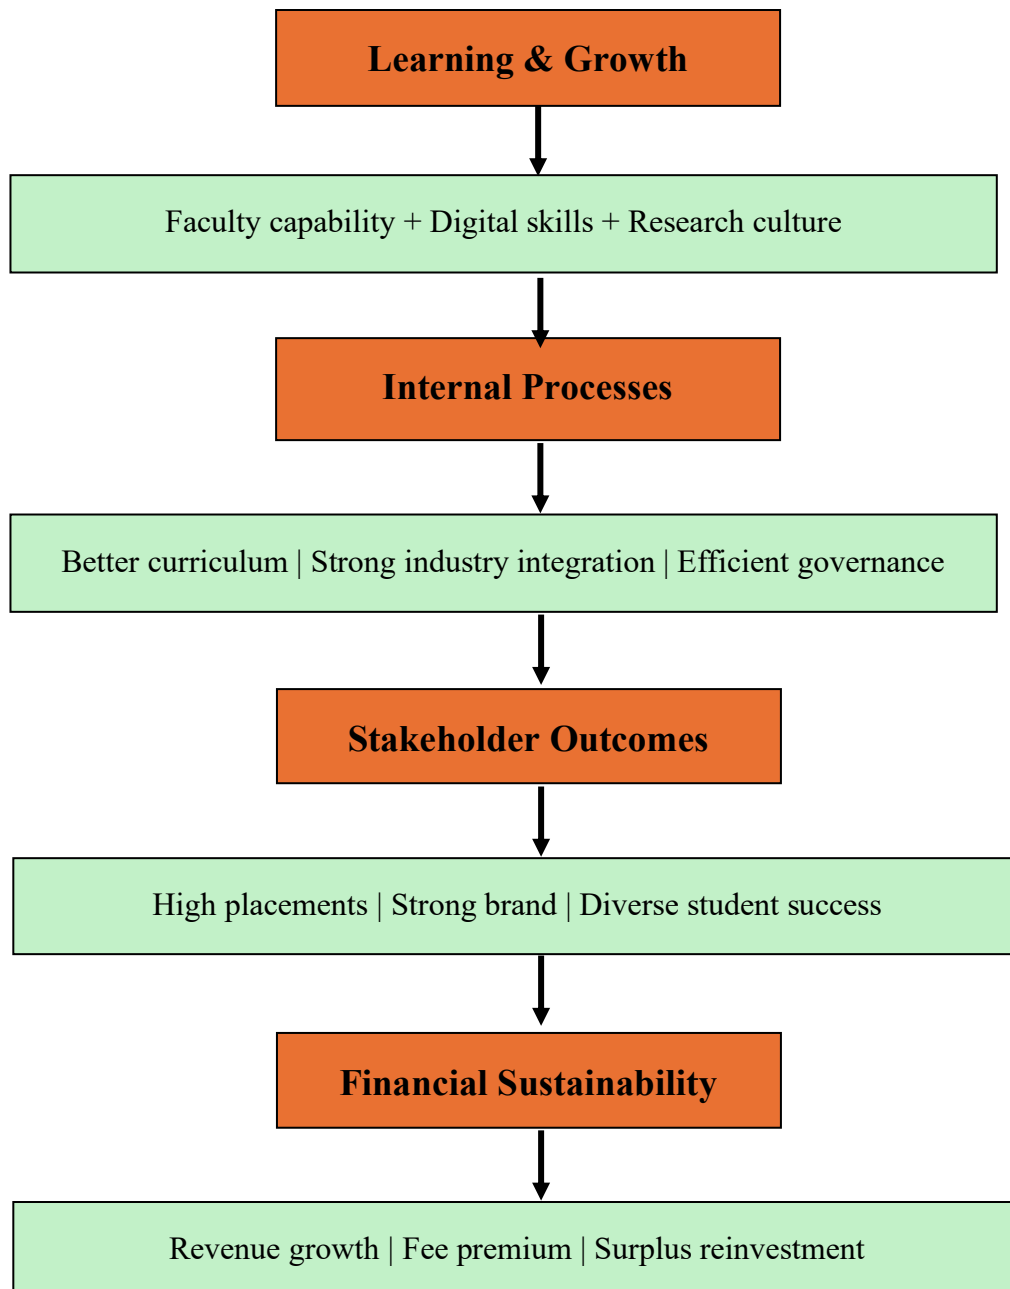 Learning & Growth
Faculty capability + Digital skills + Research culture
Internal Processes
Better curriculum | Strong industry integration | Efficient governance
Stakeholder Outcomes
High placements | Strong brand | Diverse student success
Financial Sustainability
Revenue growth | Fee premium | Surplus reinvestment